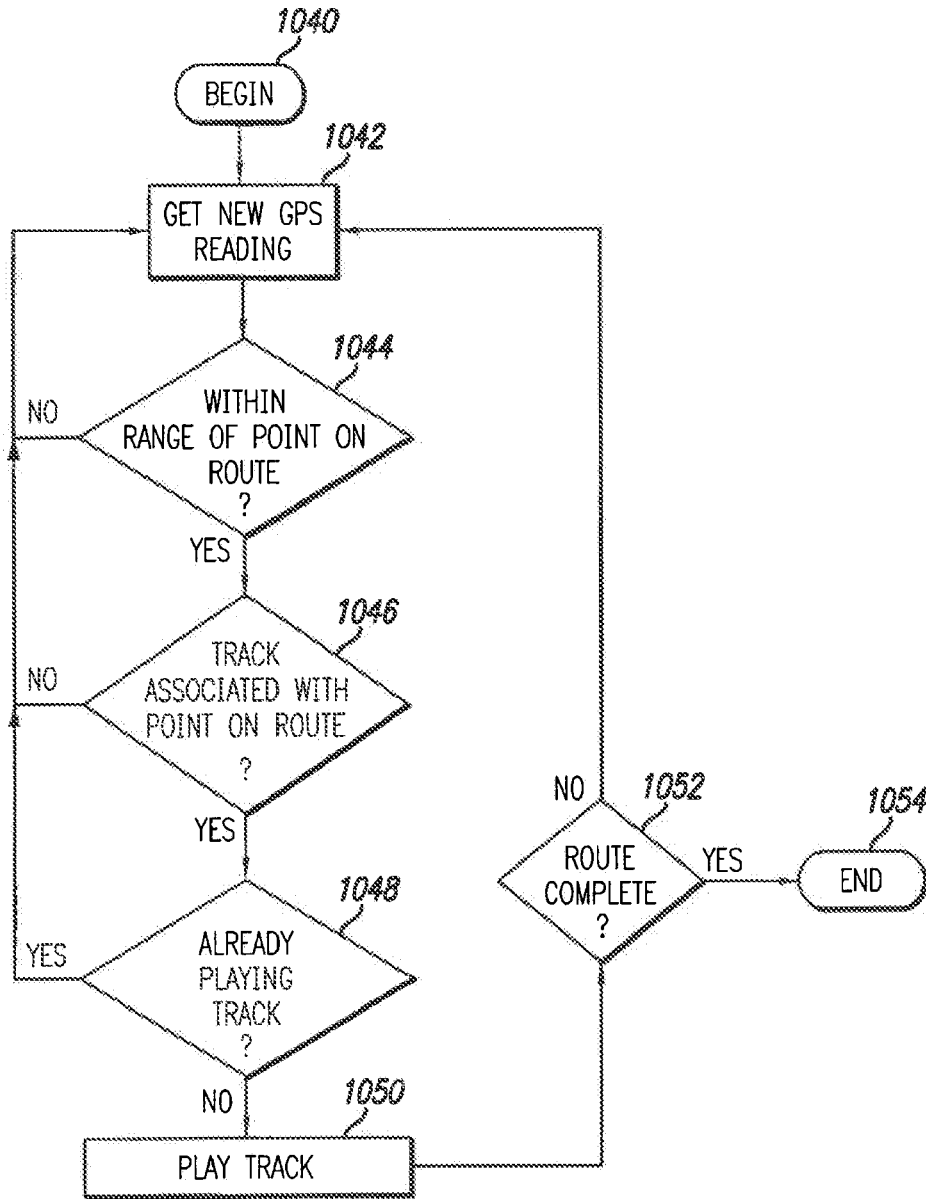 1040
BEGIN
1042
GET NEW GPS
READING
1044
WITHIN
RANGE OF POINT ON
ROUTE
?
NO
YES
1046
TRACK
ASSOCIATED WITH
POINT ON ROUTE
?
NO
YES
1048
ALREADY
PLAYING
TRACK
?
YES
NO
1050
PLAY TRACK
1052
ROUTE
COMPLETE
?
NO
YES
1054
END